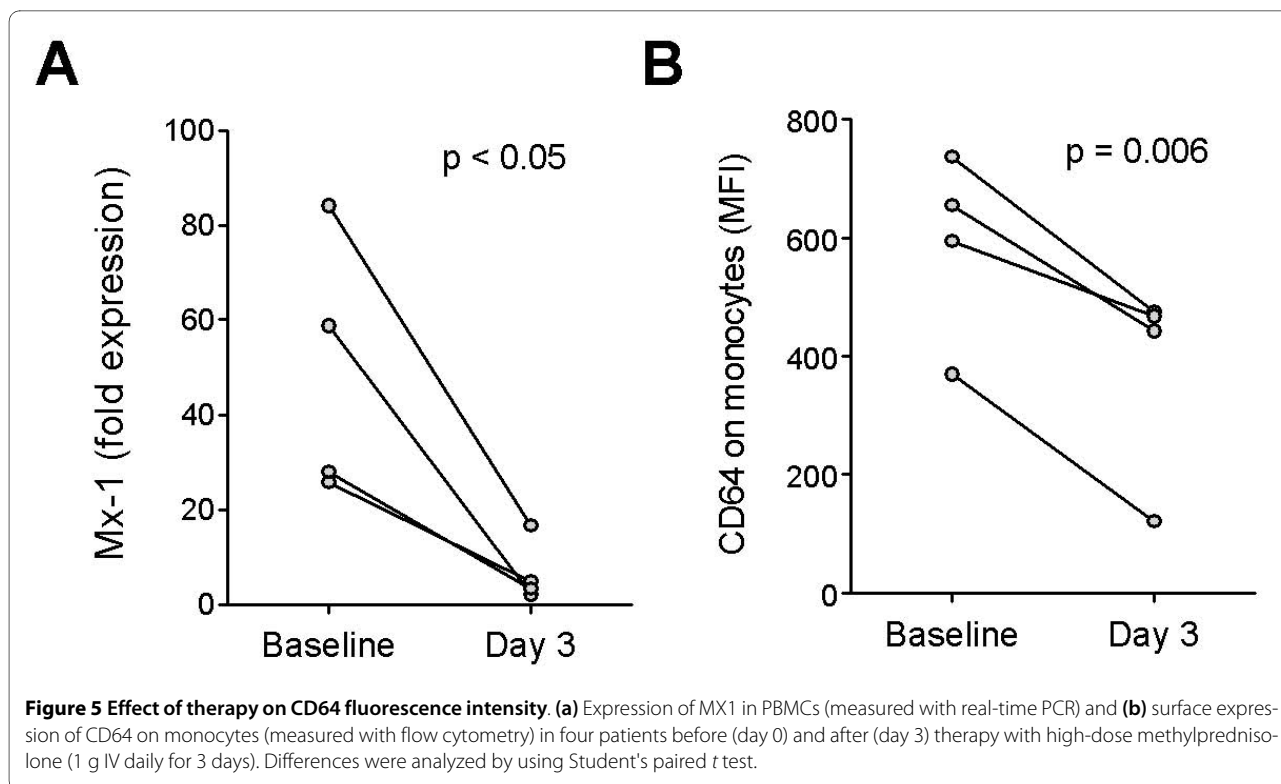 A
Mx-1 (fold expression)
100
80
60
40
20
0
p < 0.05
Baseline
Day 3
B
CD64 on monocytes (MFI)
800
600
400
200
0
p = 0.006
Baseline
Day 3
Figure 5 Effect of therapy on CD64 fluorescence intensity. (a) Expression of MX1 in PBMCs (measured with real-time PCR) and (b) surface expres-
sion of CD64 on monocytes (measured with flow cytometry) in four patients before (day 0) and after (day 3) therapy with high-dose methylpredniso-
lone (1 g IV daily for 3 days). Differences were analyzed by using Student's paired t test.